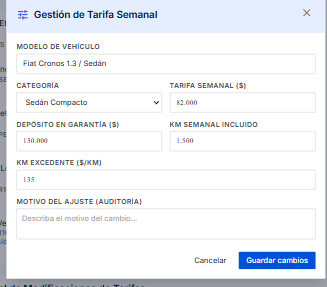 Gestión de Tarifa Semanal
MODELO DE VEHÍCULO
Fiat Cronos 1.3 / Sedán
CATEGORÍA
TARIFA SEMANAL ($)
Sedán Compacto
82.000
DEPÓSITO EN GARANTÍA ($)
KM SEMANAL INCLUIDO
130.000
1.500
KM EXCEDENTE ($/KM)
135
MOTIVO DEL AJUSTE (AUDITORÍA)
Describa el motivo del cambio...
Cancelar
Guardar cambios